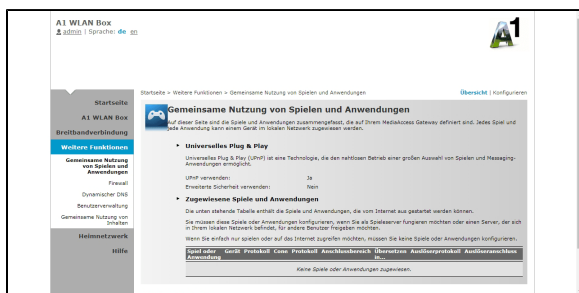 A1 WLAN Box
admin | Sprache: de en
A1
Startseite > Weitere Funktionen > Gemeinsame Nutzung von Spielen und Anwendungen
Übersicht | Konfigurieren
Startseite
A1 WLAN Box
Breitbandverbindung
Weitere Funktionen
Gemeinsame Nutzung
von Spielen und
Anwendungen
Firewall
Dynamischer DNS
Benutzerverwaltung
Gemeinsame Nutzung von
Inhalten
Heimnetzwerk
Hilfe
Gemeinsame Nutzung von Spielen und Anwendungen
Auf dieser Seite sind die Spiele und Anwendungen zusammengefasst, die auf Ihrem MediaAccess Gateway definiert sind. Jedes Spiel und
jede Anwendung kann einem Gerät im lokalen Netzwerk zugewiesen werden.
Universelles Plug & Play
Universelles Plug & Play (UPnP) ist eine Technologie, die den nahtlosen Betrieb einer großen Auswahl von Spielen und Messaging-
Anwendungen ermöglicht.
UPnP verwenden: Ja
Erweiterte Sicherheit verwenden: Nein
Zugewiesene Spiele und Anwendungen
Die unten stehende Tabelle enthält die Spiele und Anwendungen, die vom Internet aus gestartet werden können.
Sie müssen diese Spiele oder Anwendungen konfigurieren, wenn Sie als Spieleserver fungieren möchten oder einen Server, der sich
in Ihrem lokalen Netzwerk befindet, für andere Benutzer freigeben möchten.
Wenn Sie einfach nur spielen oder auf das Internet zugreifen möchten, müssen Sie keine Spiele oder Anwendungen konfigurieren.
Spiel oder Gerät Protokoll Cone Protokoll Anschlussbereich Übersetzen Auslöserprotokoll Auslöseranschluss
Anwendung in...
Keine Spiele oder Anwendungen zugewiesen.